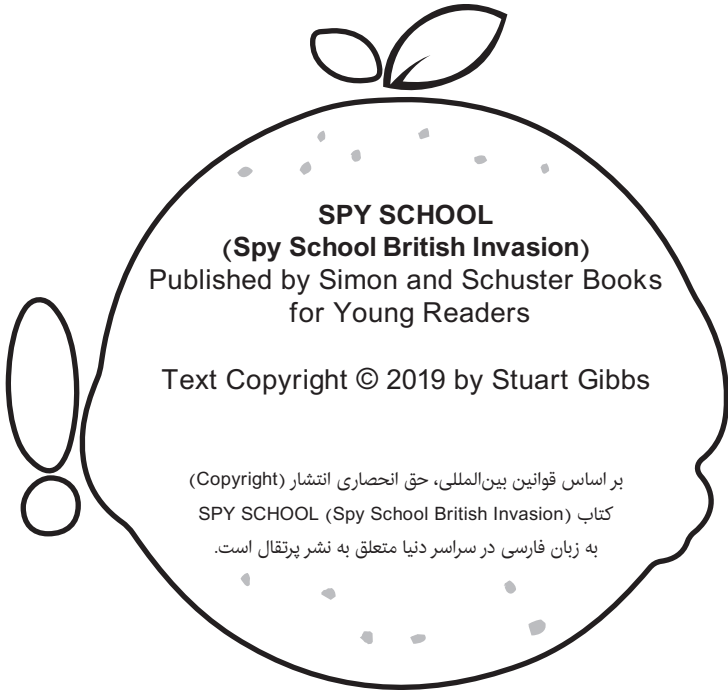 SPY SCHOOL
(Spy School British Invasion)
Published by Simon and Schuster Books
for Young Readers
Text Copyright © 2019 by Stuart Gibbs
بر اساس قوانین بین‌المللی، حق انحصاری انتشار (Copyright)
کتاب SPY SCHOOL (Spy School British Invasion)
به زبان فارسی در سراسر دنیا متعلق به نشر پرتقال است.